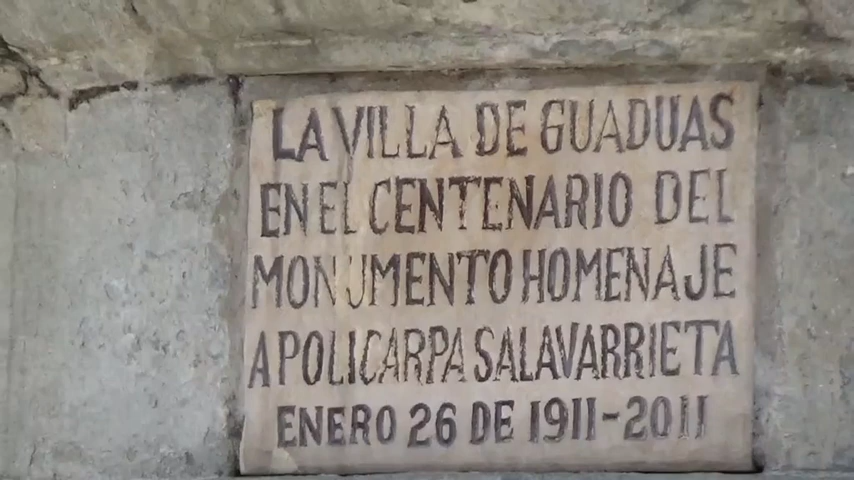 LA VILLA DE GUADUAS
EN EL CENTENARIO DEL
MONUMENTO HOMENAJE
A POLICARPA SALAVARRIETA
ENERO 26 DE 1911-2011